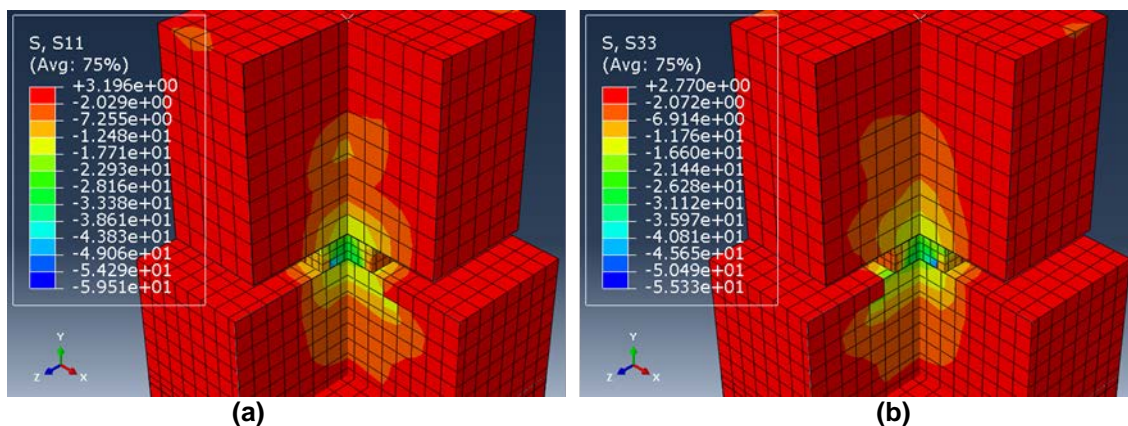 S, S11
(Avg: 75%)
+3.196e+00
-2.029e+00
-7.255e+00
-1.248e+01
-1.771e+01
-2.293e+01
-2.816e+01
-3.338e+01
-3.861e+01
-4.383e+01
-4.906e+01
-5.429e+01
-5.951e+01
Y
Z
X
(a)
S, S33
(Avg: 75%)
+2.770e+00
-2.072e+00
-6.914e+00
-1.176e+01
-1.660e+01
-2.144e+01
-2.628e+01
-3.112e+01
-3.597e+01
-4.081e+01
-4.565e+01
-5.049e+01
-5.533e+01
Y
Z
X
(b)